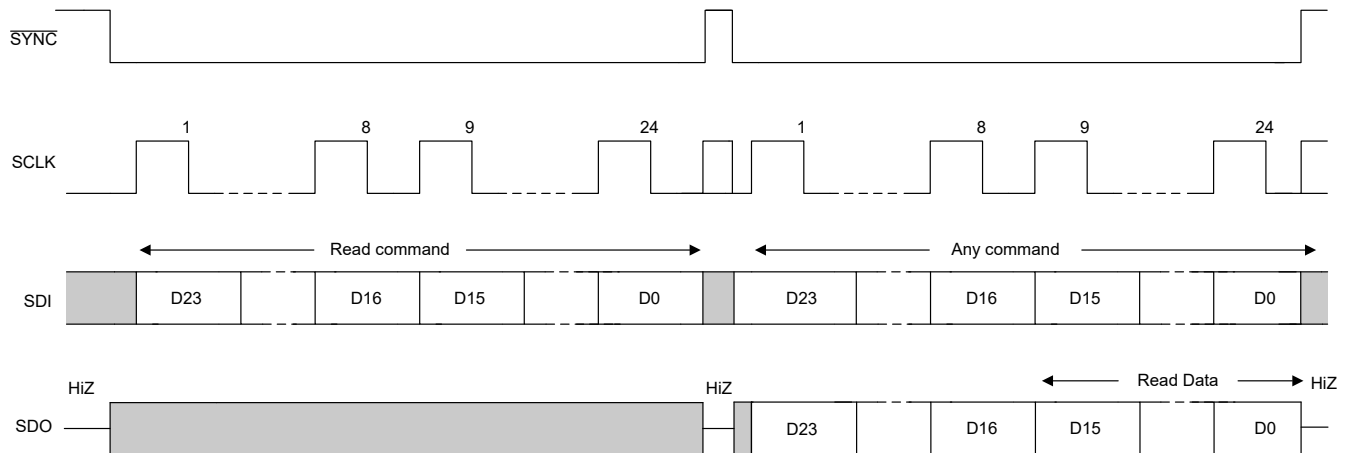 SYNC
1 8 9 24 1 8 9 24
SCLK
Read command Any command
SDI D23 D16 D15 D0 D23 D16 D15 D0
HiZ HiZ Read Data HiZ
SDO D23 D16 D15 D0